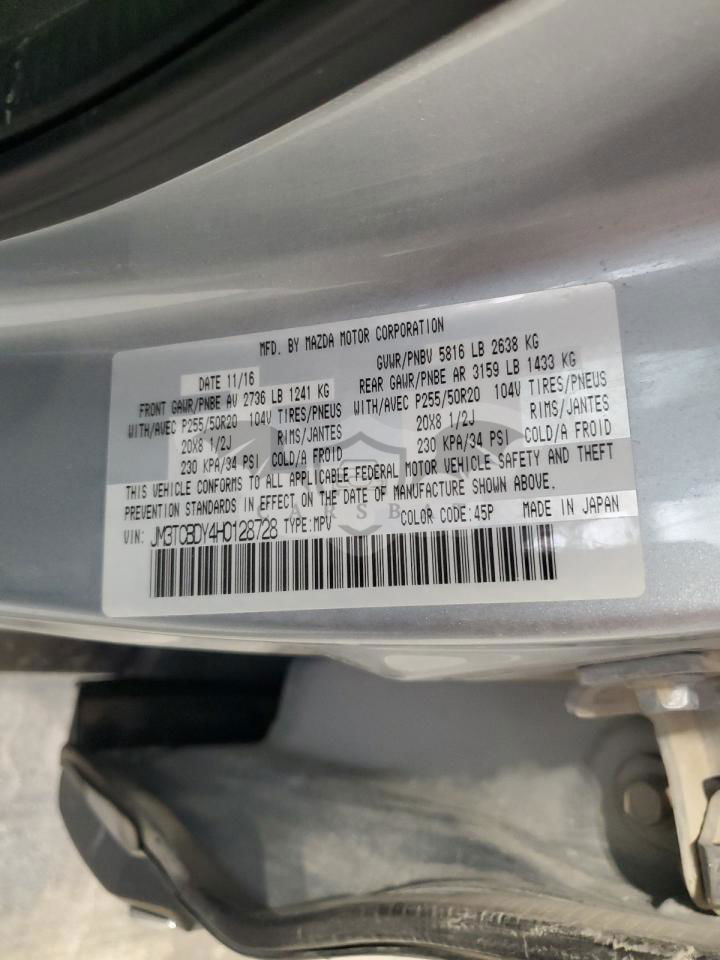 MFD. BY MAZDA MOTOR CORPORATION
DATE 11/16 GVWR/PNBV 5816 LB 2638 KG
FRONT GAWR/PNBE AV 2736 LB 1241 KG REAR GAWR/PNBE AR 3159 LB 1433 KG
WITH/AVEC P255/50R20 104V TIRES/PNEUS WITH/AVEC P255/50R20 104V TIRES/PNEUS
20X8 1/2J RIMS/JANTES 20X8 1/2J RIMS/JANTES
230 KPA/34 PSI COLD/A FROID 230 KPA/34 PSI COLD/A FROID
THIS VEHICLE CONFORMS TO ALL APPLICABLE FEDERAL MOTOR VEHICLE SAFETY AND THEFT
PREVENTION STANDARDS IN EFFECT ON THE DATE OF MANUFACTURE SHOWN ABOVE.
VIN: JM3TCBDY4H0128728 TYPE:MPV COLOR CODE:45P MADE IN JAPAN